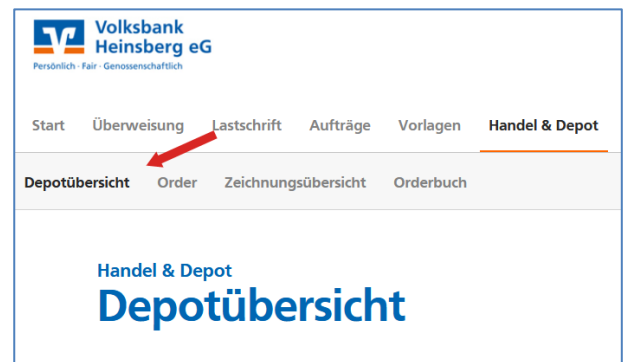 Volksbank
Heinsberg eG
Persönlich - Fair - Genossenschaftlich
Start Überweisung Lastschrift Aufträge Vorlagen Handel & Depot
Depotübersicht Order Zeichnungsübersicht Orderbuch
Handel & Depot
Depotübersicht